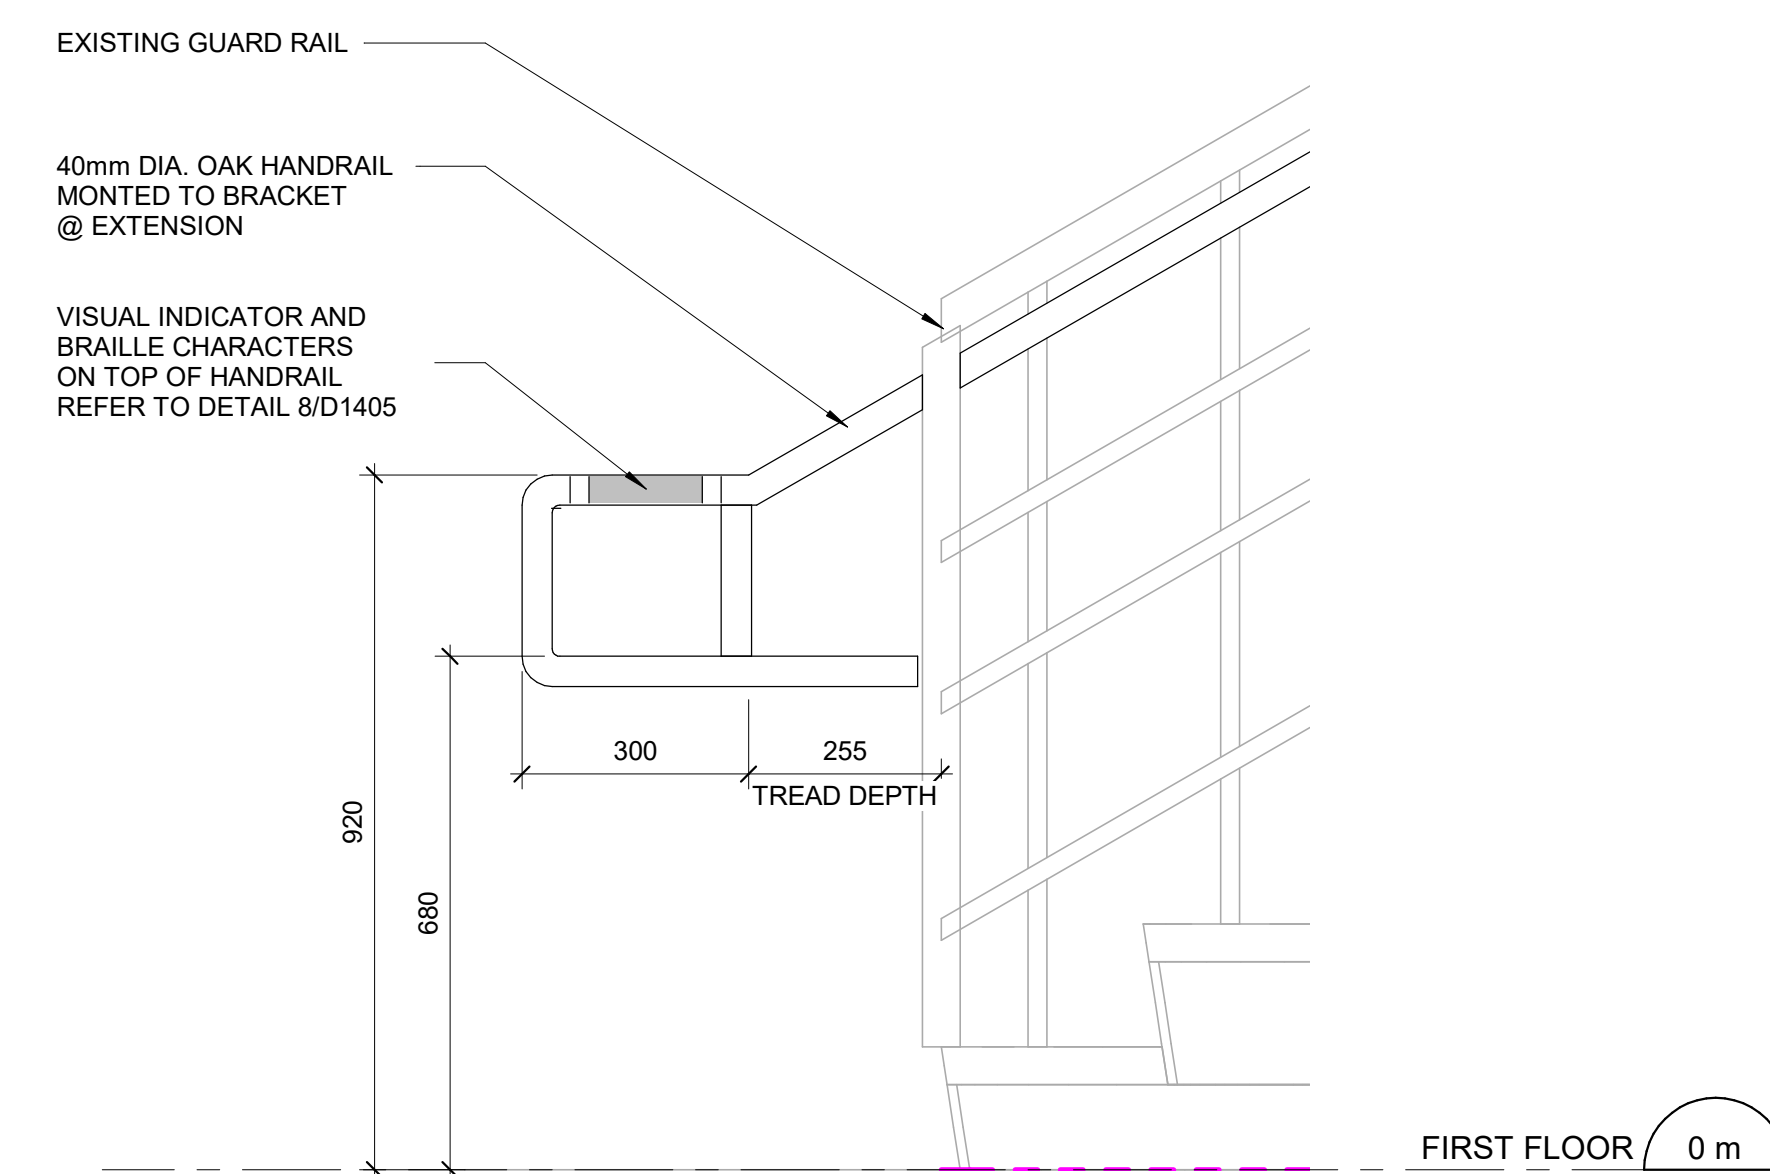 EXISTING GUARD RAIL
40mm DIA. OAK HANDRAIL
MONTED TO BRACKET
@ EXTENSION
VISUAL INDICATOR AND
BRAILLE CHARACTERS
ON TOP OF HANDRAIL
REFER TO DETAIL 8/D1405
300
255
TREAD DEPTH
920
680
FIRST FLOOR
0 m